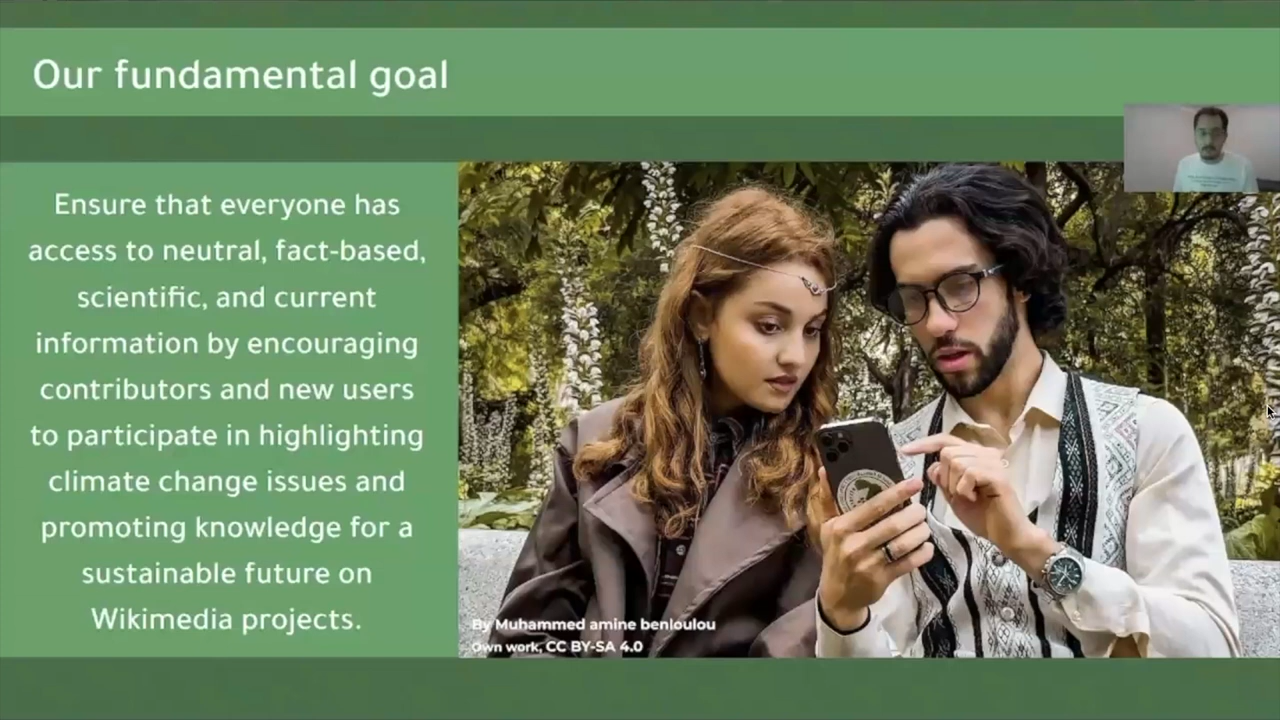 Our fundamental goal
Ensure that everyone has
access to neutral, fact-based,
scientific, and current
information by encouraging
contributors and new users
to participate in highlighting
climate change issues and
promoting knowledge for a
sustainable future on
Wikimedia projects.
By Muhammed amine benloulou
Own work, CC BY-SA 4.0